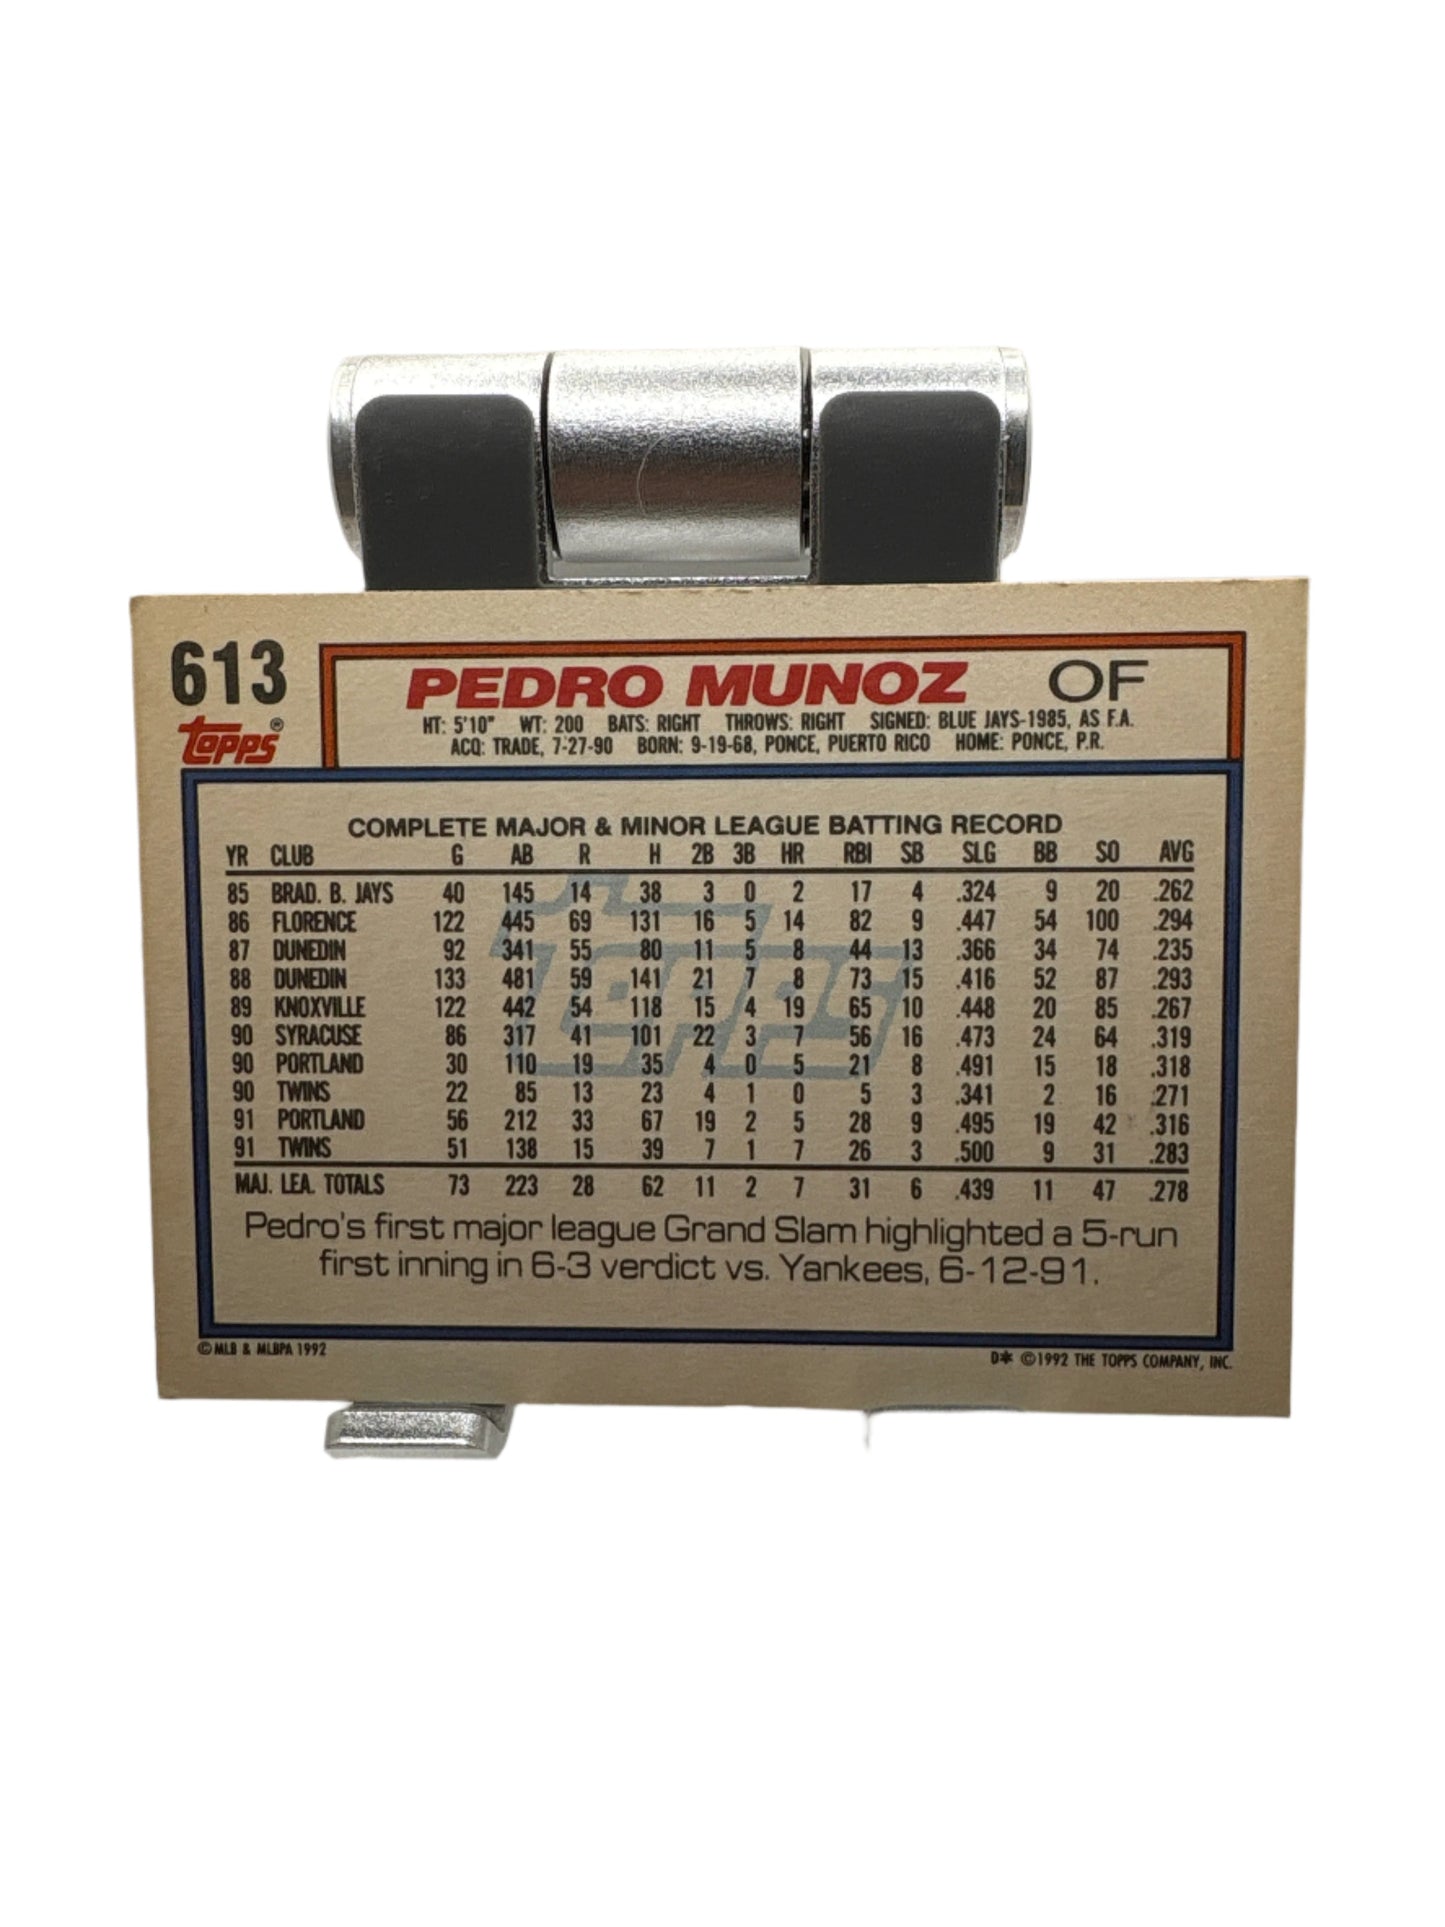 613
Topps®
PEDRO MUNOZ OF
HT: 5'10" WT: 200 BATS: RIGHT THROWS: RIGHT SIGNED: BLUE JAYS-1985, AS F.A.
ACQ: TRADE, 7-27-90 BORN: 9-19-68, PONCE, PUERTO RICO HOME: PONCE, P.R.
COMPLETE MAJOR & MINOR LEAGUE BATTING RECORD
YR CLUB G AB R H 2B 3B HR RBI SB SLG BB SO AVG
85 BRAD. B. JAYS 40 145 14 38 3 0 2 17 4 .324 9 20 .262
86 FLORENCE 122 445 69 131 16 5 14 82 9 .447 54 100 .294
87 DUNEDIN 92 341 55 80 11 5 8 44 13 .366 34 74 .235
88 DUNEDIN 133 481 59 141 21 7 8 73 15 .416 52 87 .293
89 KNOXVILLE 122 442 54 118 15 4 19 65 10 .448 20 85 .267
90 SYRACUSE 86 317 41 101 22 3 7 56 16 .473 24 64 .319
90 PORTLAND 30 110 19 35 4 0 5 21 8 .491 15 18 .318
90 TWINS 22 85 13 23 4 1 0 5 3 .341 2 16 .271
91 PORTLAND 56 212 33 67 19 2 5 28 9 .495 19 42 .316
91 TWINS 51 138 15 39 7 1 7 26 3 .500 9 31 .283
MAJ. LEA. TOTALS 73 223 28 62 11 2 7 31 6 .439 11 47 .278
Topps
Pedro's first major league Grand Slam highlighted a 5-run
first inning in 6-3 verdict vs. Yankees, 6-12-91.
© MLB & MLBPA 1992
D* ©1992 THE TOPPS COMPANY, INC.